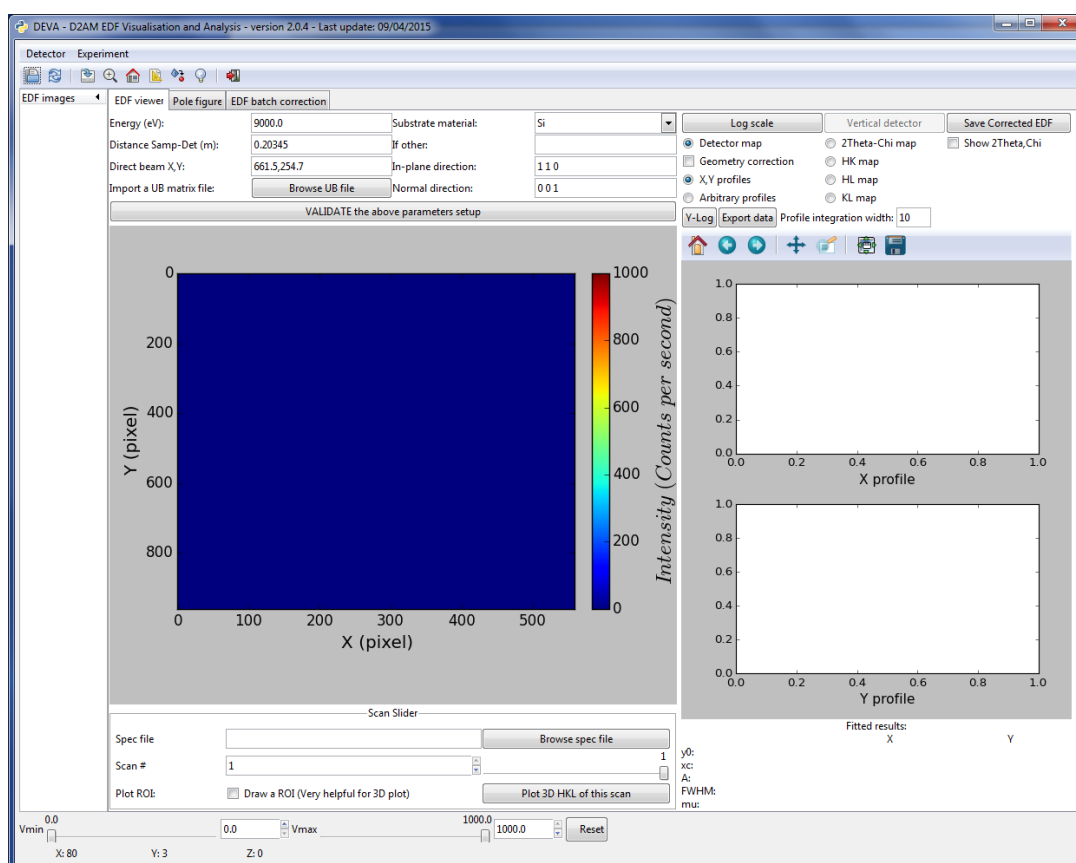 DEVA - D2AM EDF Visualisation and Analysis - version 2.0.4 - Last update: 09/04/2015
Detector Experiment
EDF images
EDF viewer Pole figure EDF batch correction
Energy (eV): 9000.0 Substrate material: Si
Distance Samp-Det (m): 0.20345 If other:
Direct beam X,Y: 661.5,254.7 In-plane direction: 1 1 0
Import a UB matrix file: Browse UB file Normal direction: 0 0 1
VALIDATE the above parameters setup
Log scale Vertical detector Save Corrected EDF
Detector map 2Theta-Chi map Show 2Theta,Chi
Geometry correction HK map
X,Y profiles HL map
Arbitrary profiles KL map
Y-Log Export data Profile integration width: 10
0
200
400
600
800
Y (pixel)
0 100 200 300 400 500
X (pixel)
1000
800
600
400
200
0
Intensity (Counts per second)
1.0
0.8
0.6
0.4
0.2
0.0
0.0 0.2 0.4 0.6 0.8 1.0
X profile
1.0
0.8
0.6
0.4
0.2
0.0
0.0 0.2 0.4 0.6 0.8 1.0
Y profile
Scan Slider
Spec file Browse spec file
Scan # 1 1
Plot ROI: Draw a ROI (Very helpful for 3D plot) Plot 3D HKL of this scan
Fitted results:
X Y
y0:
xc:
A:
FWHM:
mu:
0.0 1000.0
Vmin 0.0 Vmax 1000.0 Reset
X: 80 Y: 3 Z: 0